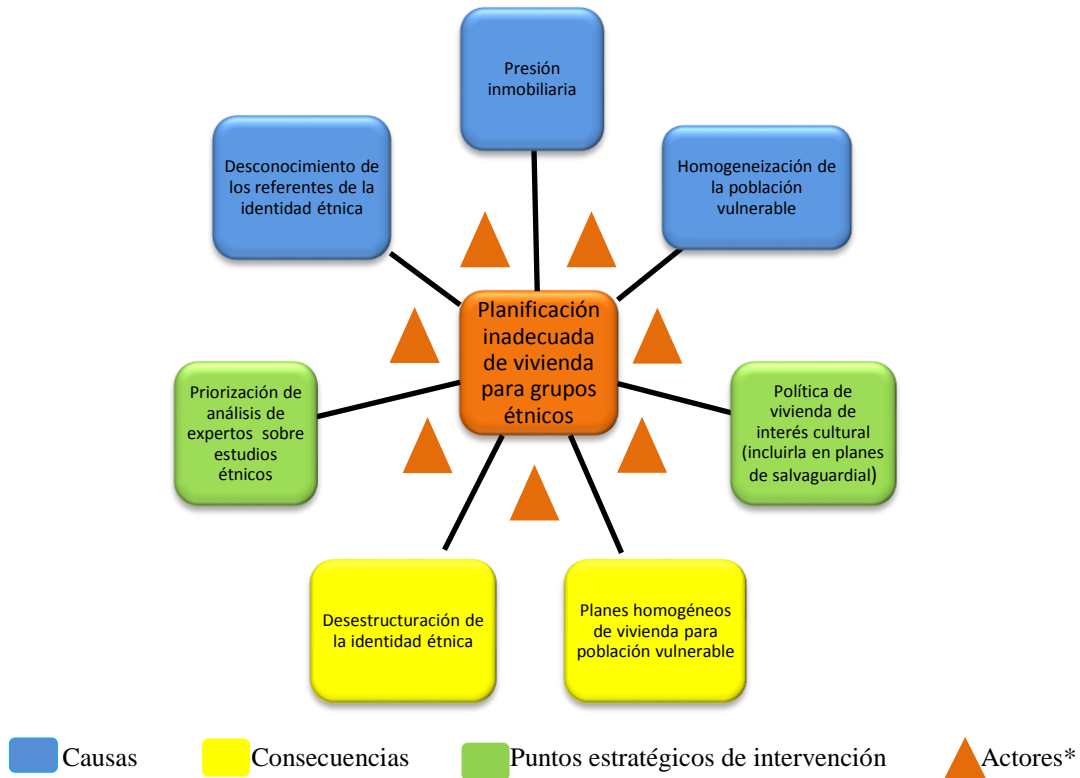 Presión
inmobiliaria
Desconocimiento de
los referentes de la
identidad étnica
Homogeneización de
la población
vulnerable
Planificación
inadecuada
de vivienda
para grupos
étnicos
Priorización de
análisis de
expertos sobre
estudios
étnicos
Política de
vivienda de
interés cultural
(incluirla en planes
de salvaguardial)
Desestructuración de
la identidad étnica
Planes homogéneos
de vivienda para
población vulnerable
Causas
Consecuencias
Puntos estratégicos de intervención
Actores*